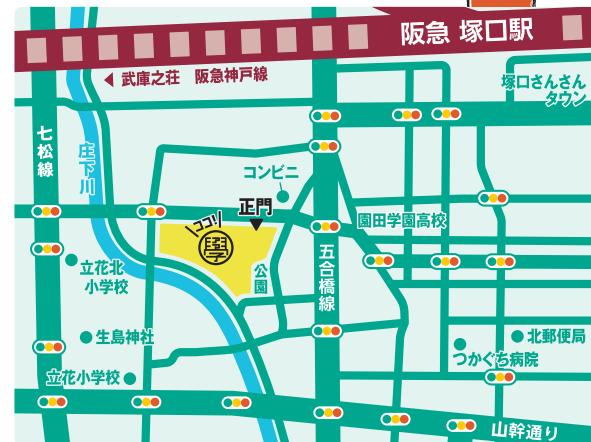 阪急 塚口駅
武庫之荘 阪急神戸線
塚口さんさん
タウン
七松線
庄下川
コンビニ
正門
ココ!
園田学園高校
公園
五合橋線
立花北
小学校
生島神社
立花小学校
北郵便局
つかぐち病院
山幹通り